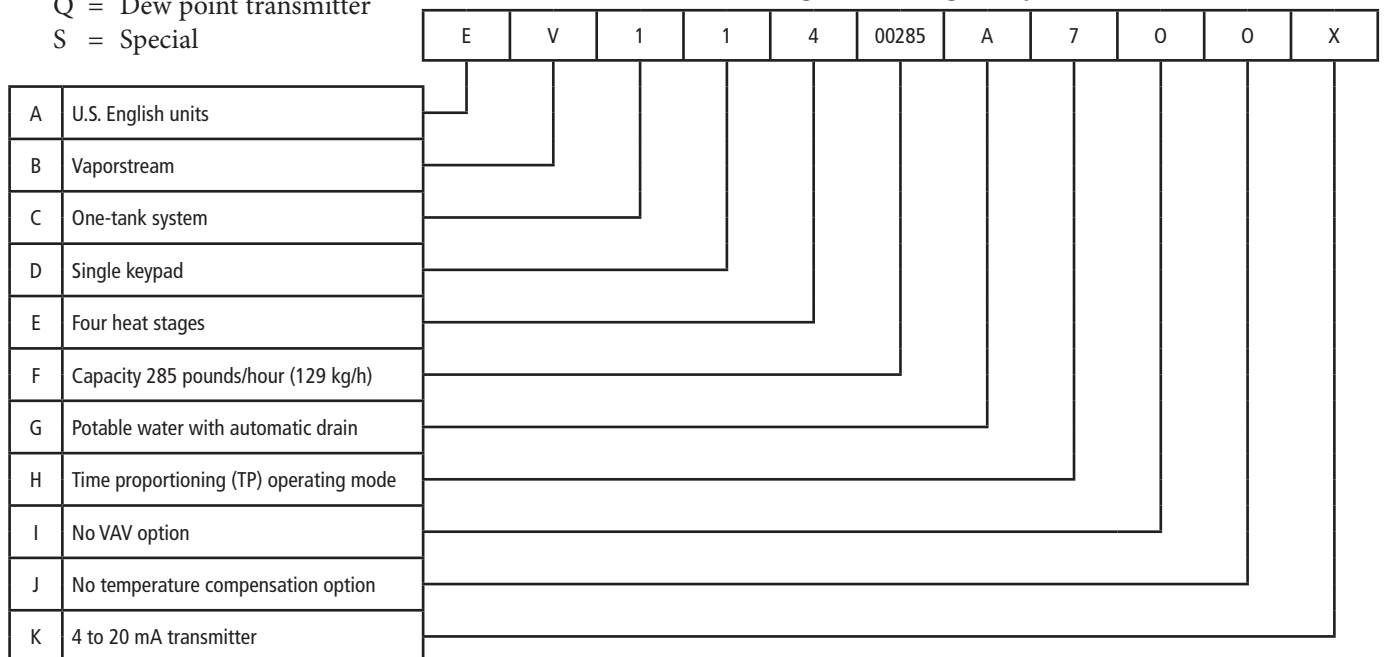 Q = Dew point transmitter
S = Special
E V 1 1 4 00285 A 7 0 0 X
A U.S. English units
B Vaporstream
C One-tank system
D Single keypad
E Four heat stages
F Capacity 285 pounds/hour (129 kg/h)
G Potable water with automatic drain
H Time proportioning (TP) operating mode
I No VAV option
J No temperature compensation option
K 4 to 20 mA transmitter